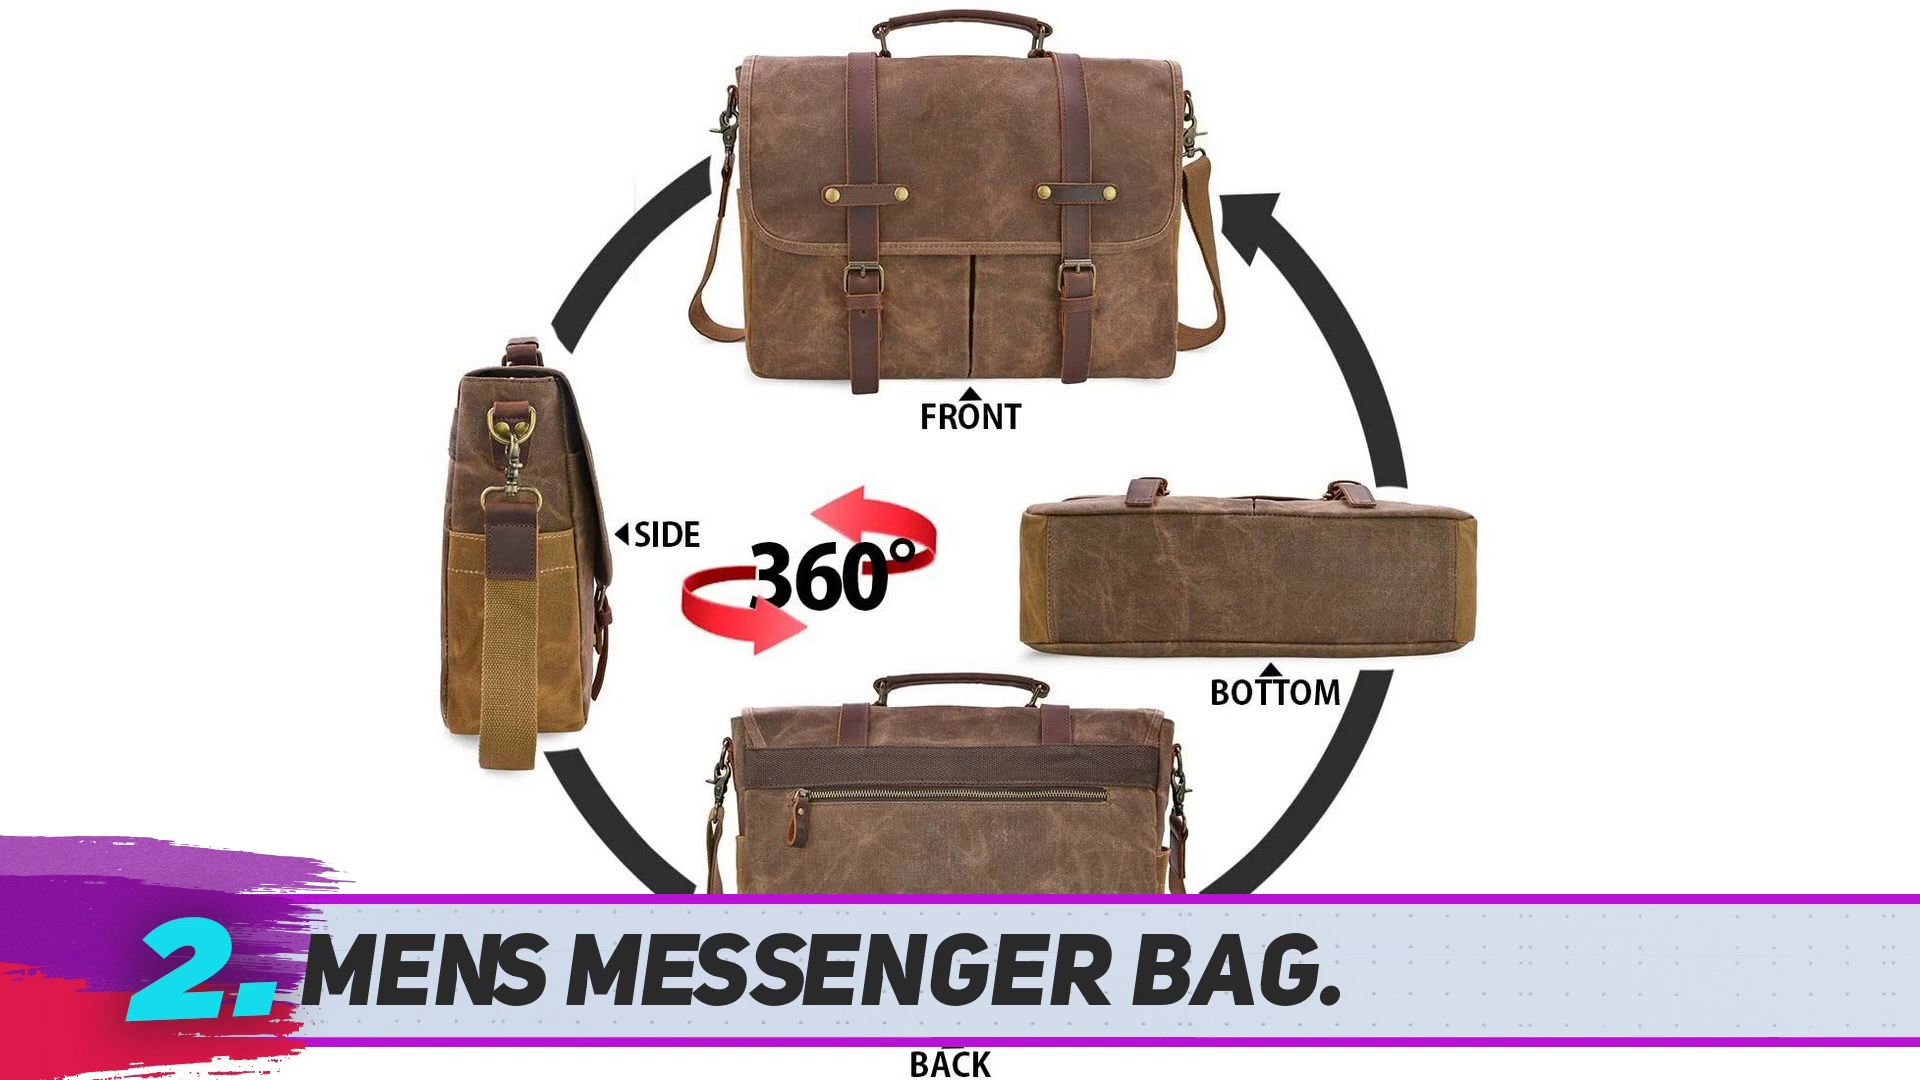 FRONT
SIDE
360°
BOTTOM
2. MENS MESSENGER BAG.
BACK